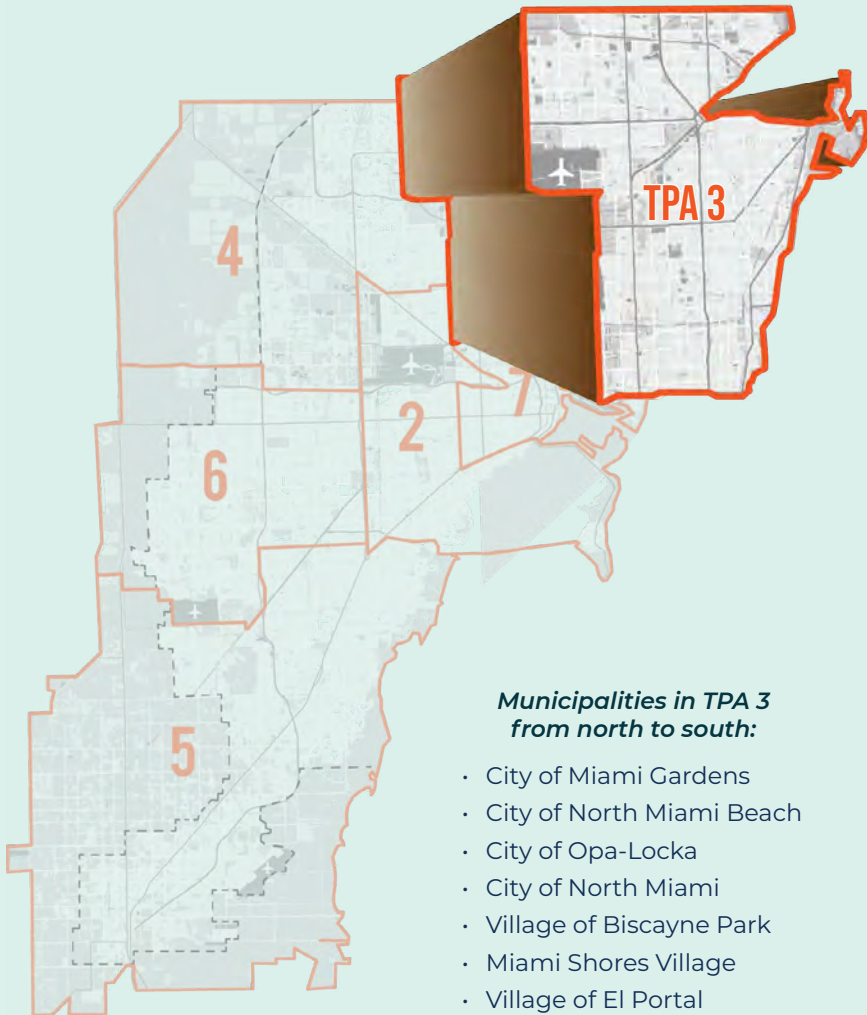 TPA 3
4
7
2
6
5
Municipalities in TPA 3
from north to south:
• City of Miami Gardens
• City of North Miami Beach
• City of Opa-Locka
• City of North Miami
• Village of Biscayne Park
• Miami Shores Village
• Village of El Portal